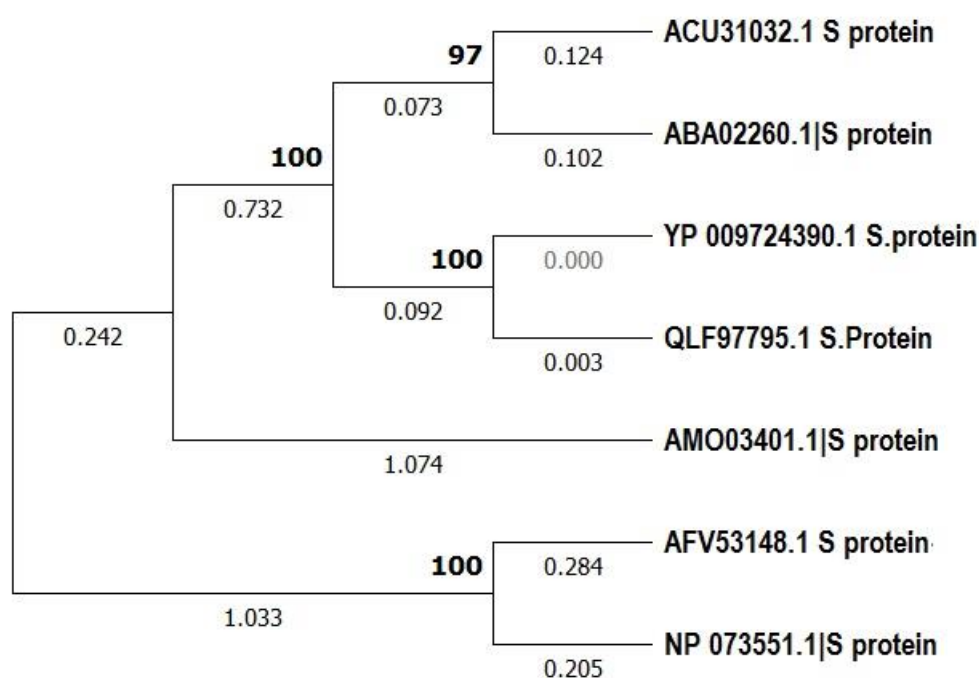 ACU31032.1 S protein
97
0.124
0.073
ABA02260.1|S protein
100
0.102
0.732
YP 009724390.1 S.protein
100
0.000
0.092
0.242
QLF97795.1 S.Protein
0.003
AMO03401.1|S protein
1.074
AFV53148.1 S protein
100
0.284
1.033
NP 073551.1|S protein
0.205